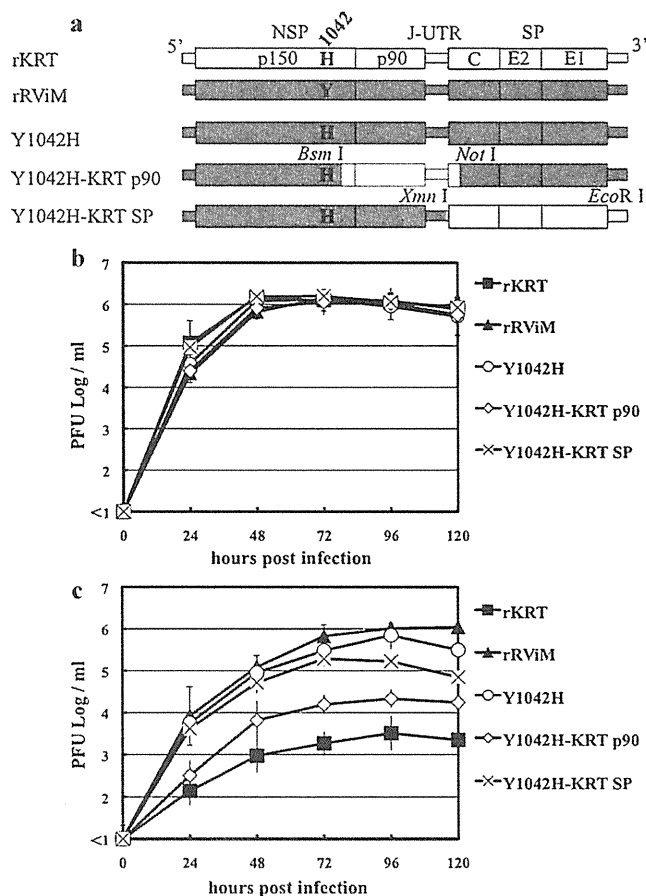 a
NSP 1042 J-UTR SP
5’ 3’
rKRT p150 H p90 C E2 E1
rRViM Y
Y1042H H
Bsm I Not I
Y1042H-KRT p90 H
Xmn I EcoR I
Y1042H-KRT SP H
b
7
6
5
4
3
2
<1
PFU Log / ml
0 24 48 72 96 120
hours post infection
rKRT
rRViM
Y1042H
Y1042H-KRT p90
Y1042H-KRT SP
c
7
6
5
4
3
2
<1
PFU Log / ml
0 24 48 72 96 120
hours post infection
rKRT
rRViM
Y1042H
Y1042H-KRT p90
Y1042H-KRT SP